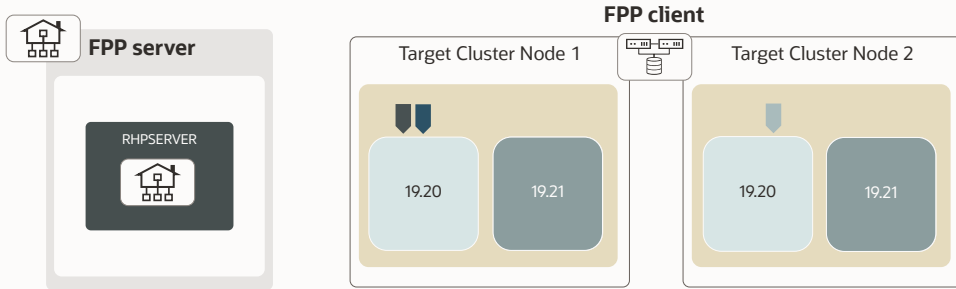 FPP client
FPP server
Target Cluster Node 1
Target Cluster Node 2
RHPSERVER
19.20
19.21
19.20
19.21